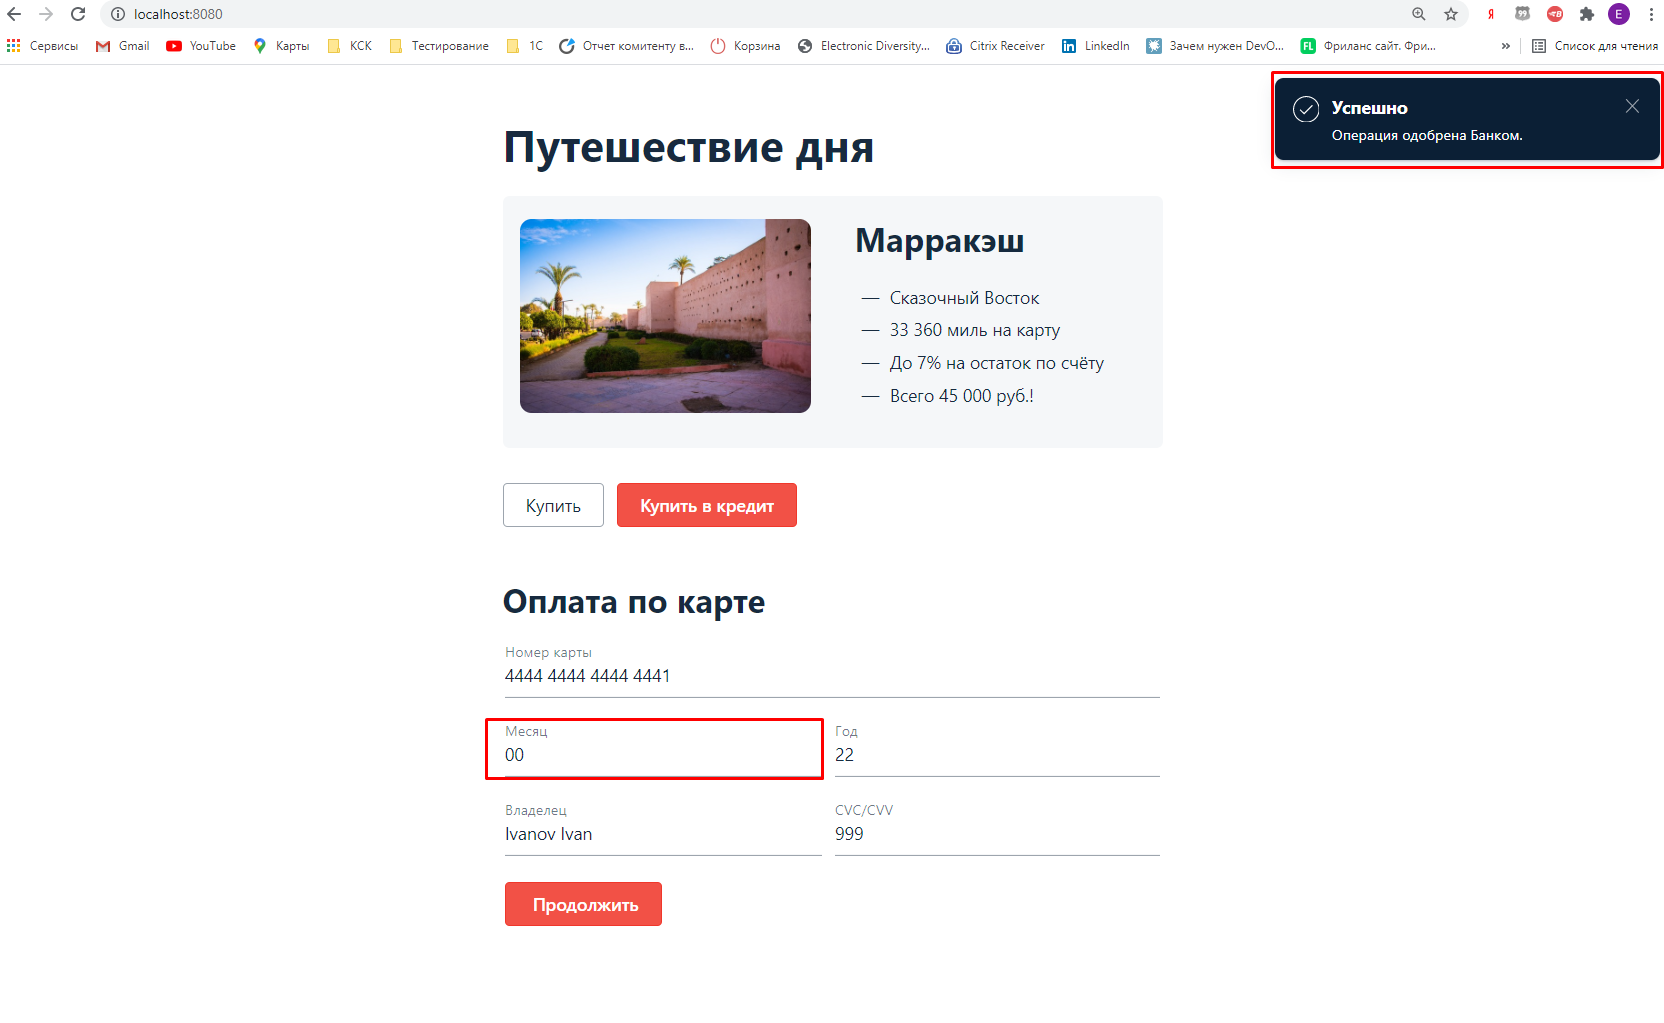 localhost:8080
Я 99 B E
Сервисы Gmail YouTube Карты КСК Тестирование 1С Отчет комитенту в... Корзина Electronic Diversity... Citrix Receiver in LinkedIn Зачем нужен DevO... FL Фриланс сайт. Фри... » Список для чтения
Успешно
Операция одобрена Банком.
Путешествие дня
Марракэш
— Сказочный Восток
— 33 360 миль на карту
— До 7% на остаток по счёту
— Всего 45 000 руб.!
Купить Купить в кредит
Оплата по карте
Номер карты
4444 4444 4444 4441
Месяц Год
00 22
Владелец CVC/CVV
Ivanov Ivan 999
Продолжить